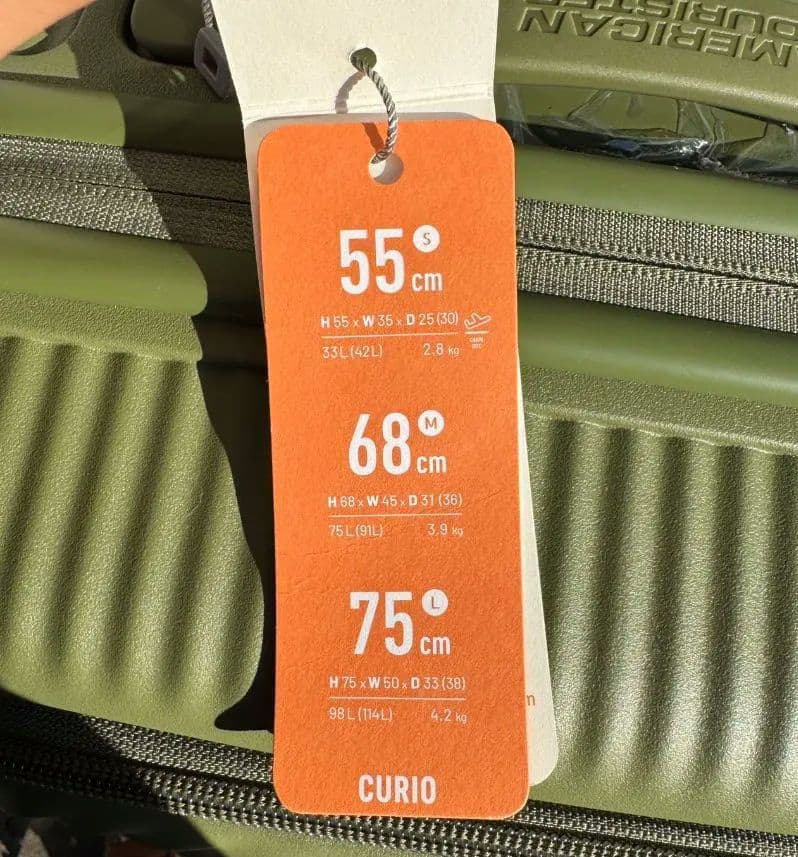 AMERICAN
TOURISTER
55 S
cm
H 55 x W 35 x D 25 (30)
33 L (42 L)
2.8 kg
68 M
cm
H 68 x W 45 x D 31 (36)
75 L (91L)
3.9 kg
75 L
cm
H 75 x W 50 x D 33 (38)
98 L (114L)
4.2 kg
m
CURIO